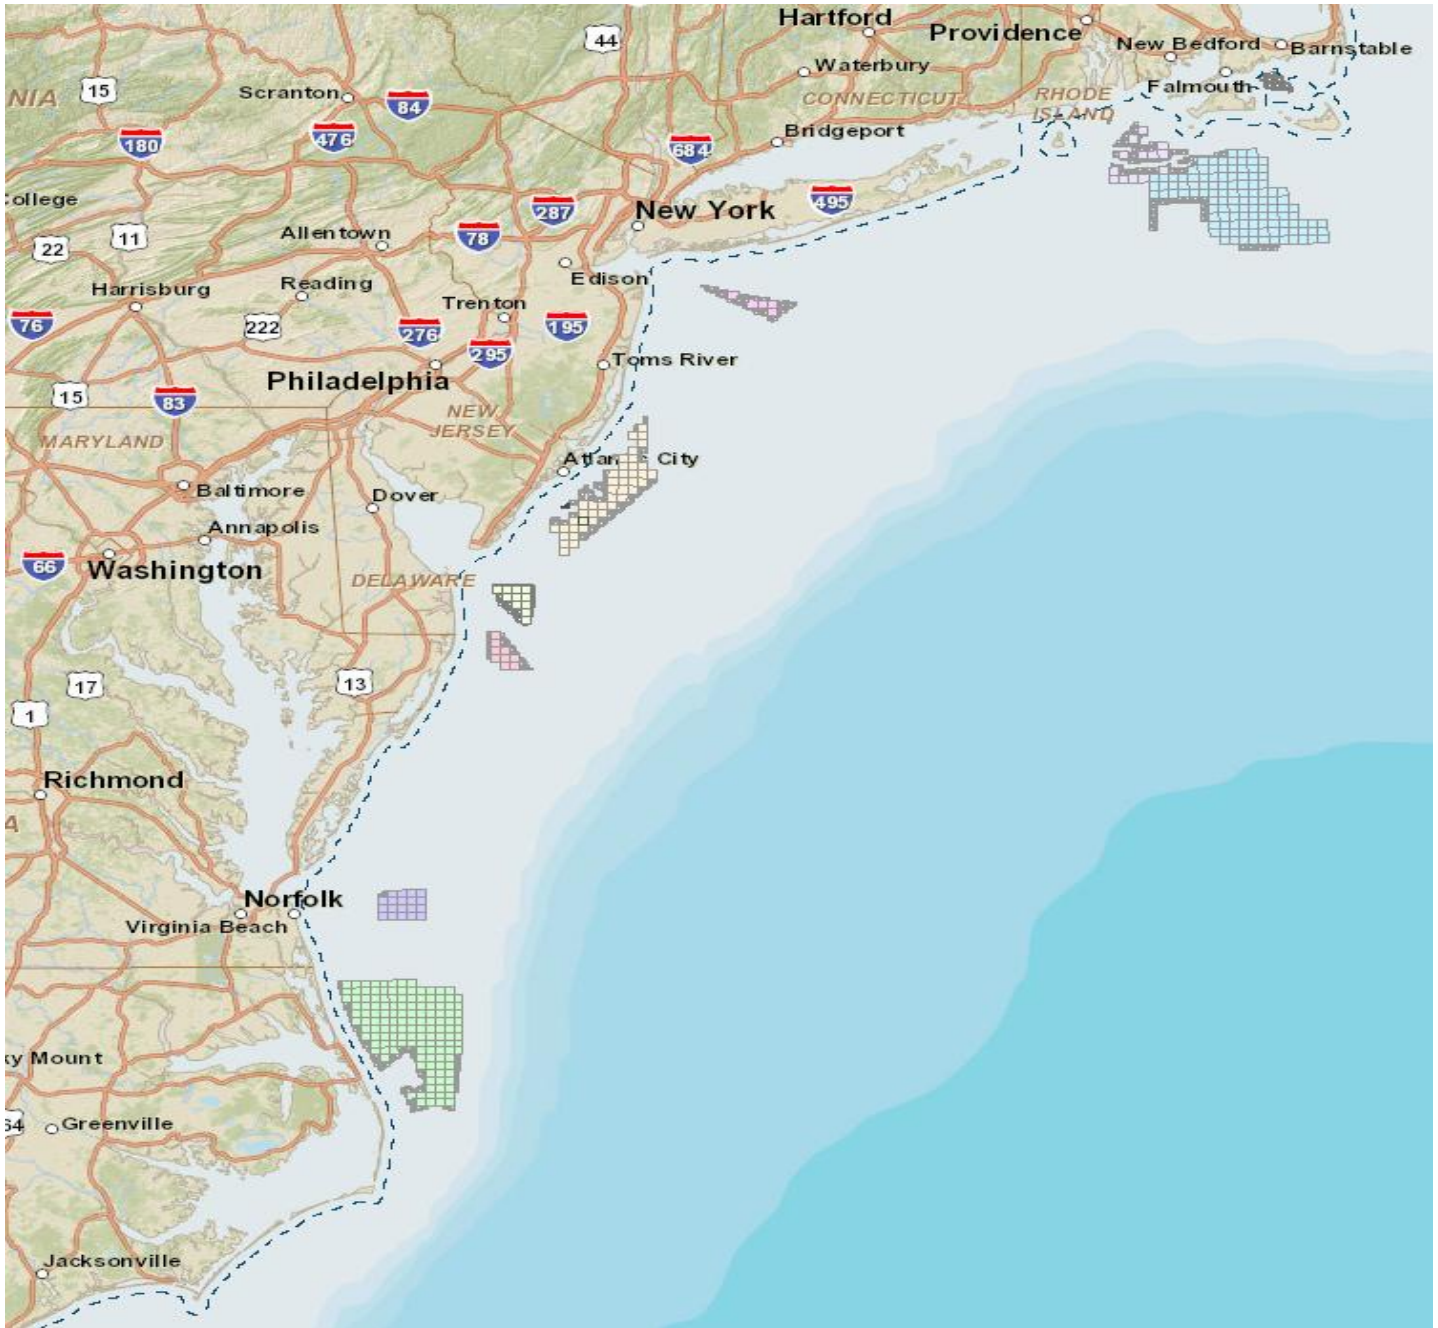 Hartford
Providence
New Bedford
Barnstable
44
Waterbury
Falmouth
NIA
15
Scranton
84
CONNECTICUT
RHODE
ISLAND
180
476
684
Bridgeport
College
495
New York
287
22
11
Allentown
78
Edison
Harrisburg
Reading
Trenton
76
222
276
195
295
Toms River
Philadelphia
15
83
NEW
JERSEY
MARYLAND
Atlan
City
Baltimore
Dover
Annapolis
66
Washington
DELAWARE
17
13
1
Richmond
A
Norfolk
Virginia Beach
ky Mount
64
Greenville
Jacksonville